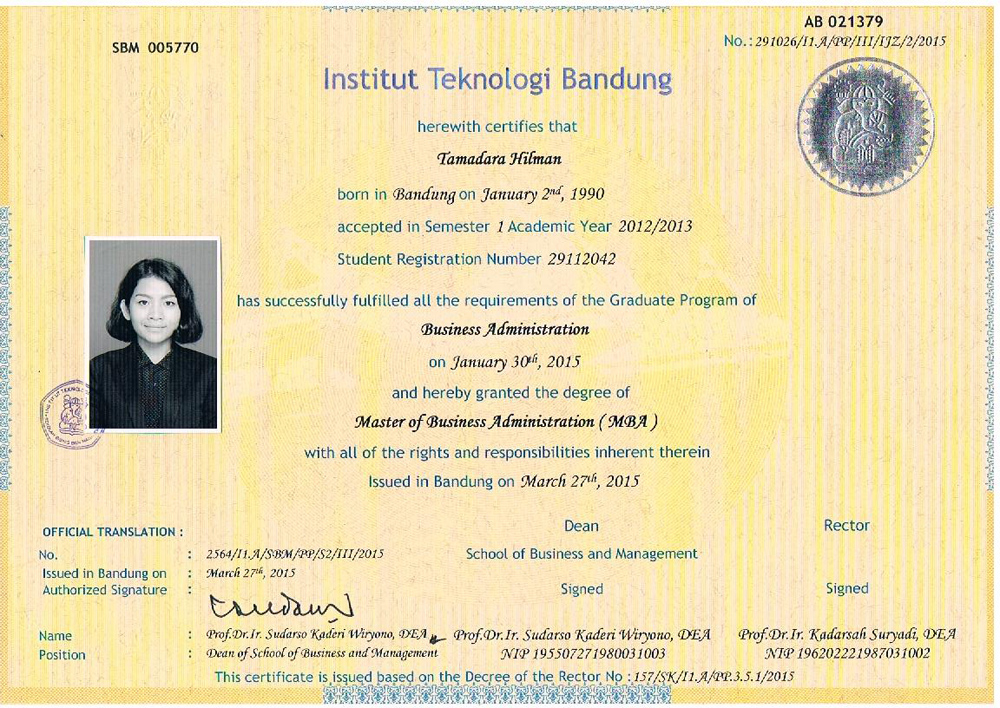 SBM 005770
AB 021379
No.: 291026/I1.A/PP/III/IJZ/2/2015
Institut Teknologi Bandung
herewith certifies that
Tamadara Hilman
born in Bandung on January 2nd, 1990
accepted in Semester 1 Academic Year 2012/2013
Student Registration Number 29112042
has successfully fulfilled all the requirements of the Graduate Program of
Business Administration
on January 30th, 2015
and hereby granted the degree of
Master of Business Administration ( MBA )
with all of the rights and responsibilities inherent therein
Issued in Bandung on March 27th, 2015
OFFICIAL TRANSLATION :
No. : 2564/I1.A/SBM/PP/S2/III/2015
Issued in Bandung on : March 27th, 2015
Authorized Signature :
Name : Prof.Dr.Ir. Sudarso Kaderi Wiryono, DEA
Position : Dean of School of Business and Management
Dean
School of Business and Management
Signed
Prof.Dr.Ir. Sudarso Kaderi Wiryono, DEA
NIP 195507271980031003
Rector
Signed
Prof.Dr.Ir. Kadarsah Suryadi, DEA
NIP 196202221987031002
This certificate is issued based on the Decree of the Rector No : 157/SK/I1.A/PP.3.5.1/2015